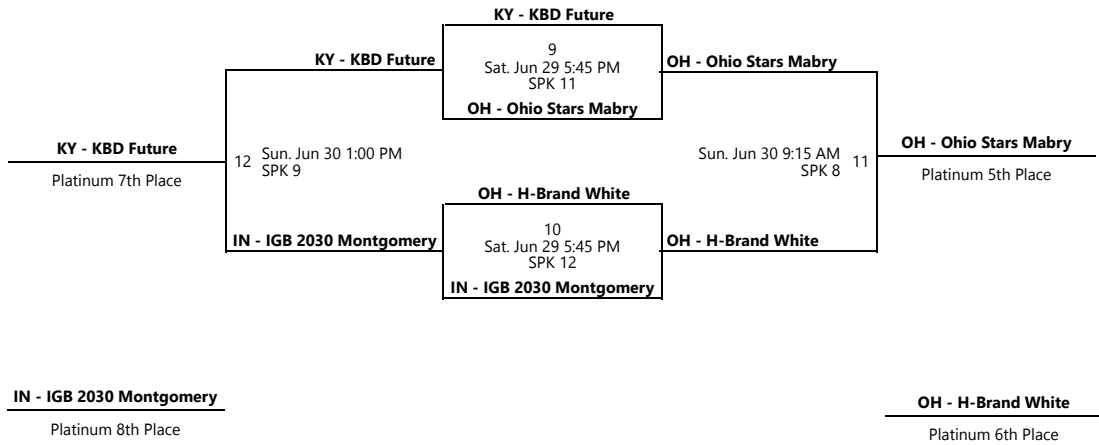 KY - KBD Future
9
Sat. Jun 29 5:45 PM
SPK 11
KY - KBD Future
OH - Ohio Stars Mabry
OH - Ohio Stars Mabry
KY - KBD Future
Platinum 7th Place
12 Sun. Jun 30 1:00 PM
SPK 9
Sun. Jun 30 9:15 AM 11
SPK 8
OH - Ohio Stars Mabry
Platinum 5th Place
OH - H-Brand White
10
Sat. Jun 29 5:45 PM
SPK 12
IN - IGB 2030 Montgomery
OH - H-Brand White
IN - IGB 2030 Montgomery
IN - IGB 2030 Montgomery
Platinum 8th Place
OH - H-Brand White
Platinum 6th Place